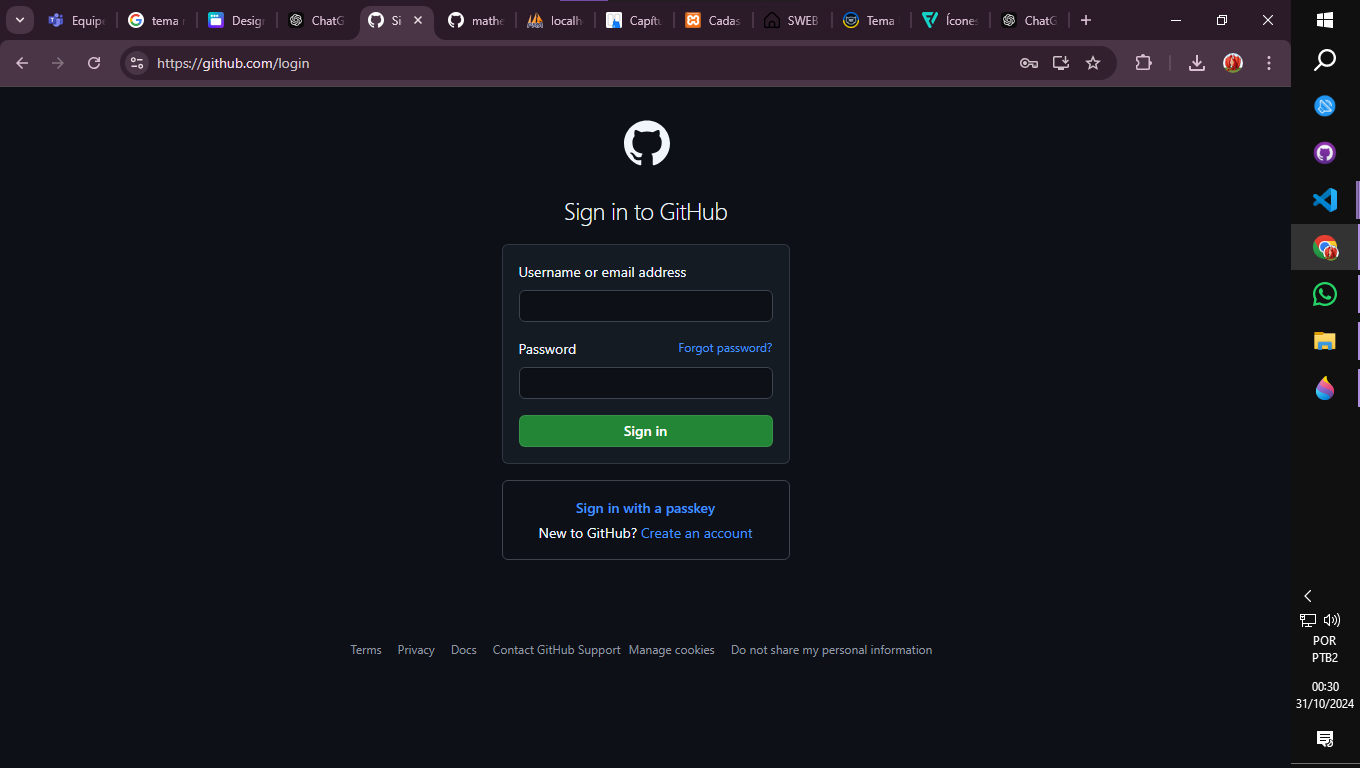 Equipe
tema r
Design
ChatG
Si
mathe
localh
Capítu
Cadas
SWEB
Tema
Ícones
ChatG
https://github.com/login
Sign in to GitHub
Username or email address
Password
Forgot password?
Sign in
Sign in with a passkey
New to GitHub? Create an account
Terms
Privacy
Docs
Contact GitHub Support
Manage cookies
Do not share my personal information
POR
PTB2
00:30
31/10/2024